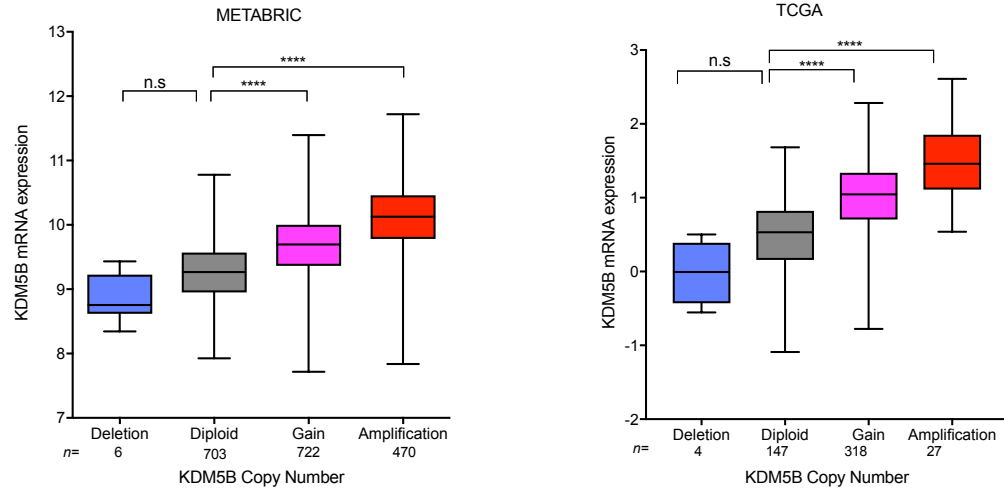 METABRIC
KDM5B mRNA expression
13
12
11
10
9
8
7
n.s
****
****
Deletion Diploid Gain Amplification
n= 6 703 722 470
KDM5B Copy Number
TCGA
KDM5B mRNA expression
3
2
1
0
-1
-2
n.s
****
****
Deletion Diploid Gain Amplification
n= 4 147 318 27
KDM5B Copy Number